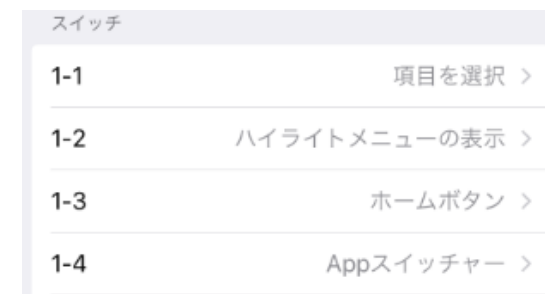 スイッチ
1-1 項目を選択 >
1-2 ハイライトメニューの表示 >
1-3 ホームボタン >
1-4 Appスイッチャー >